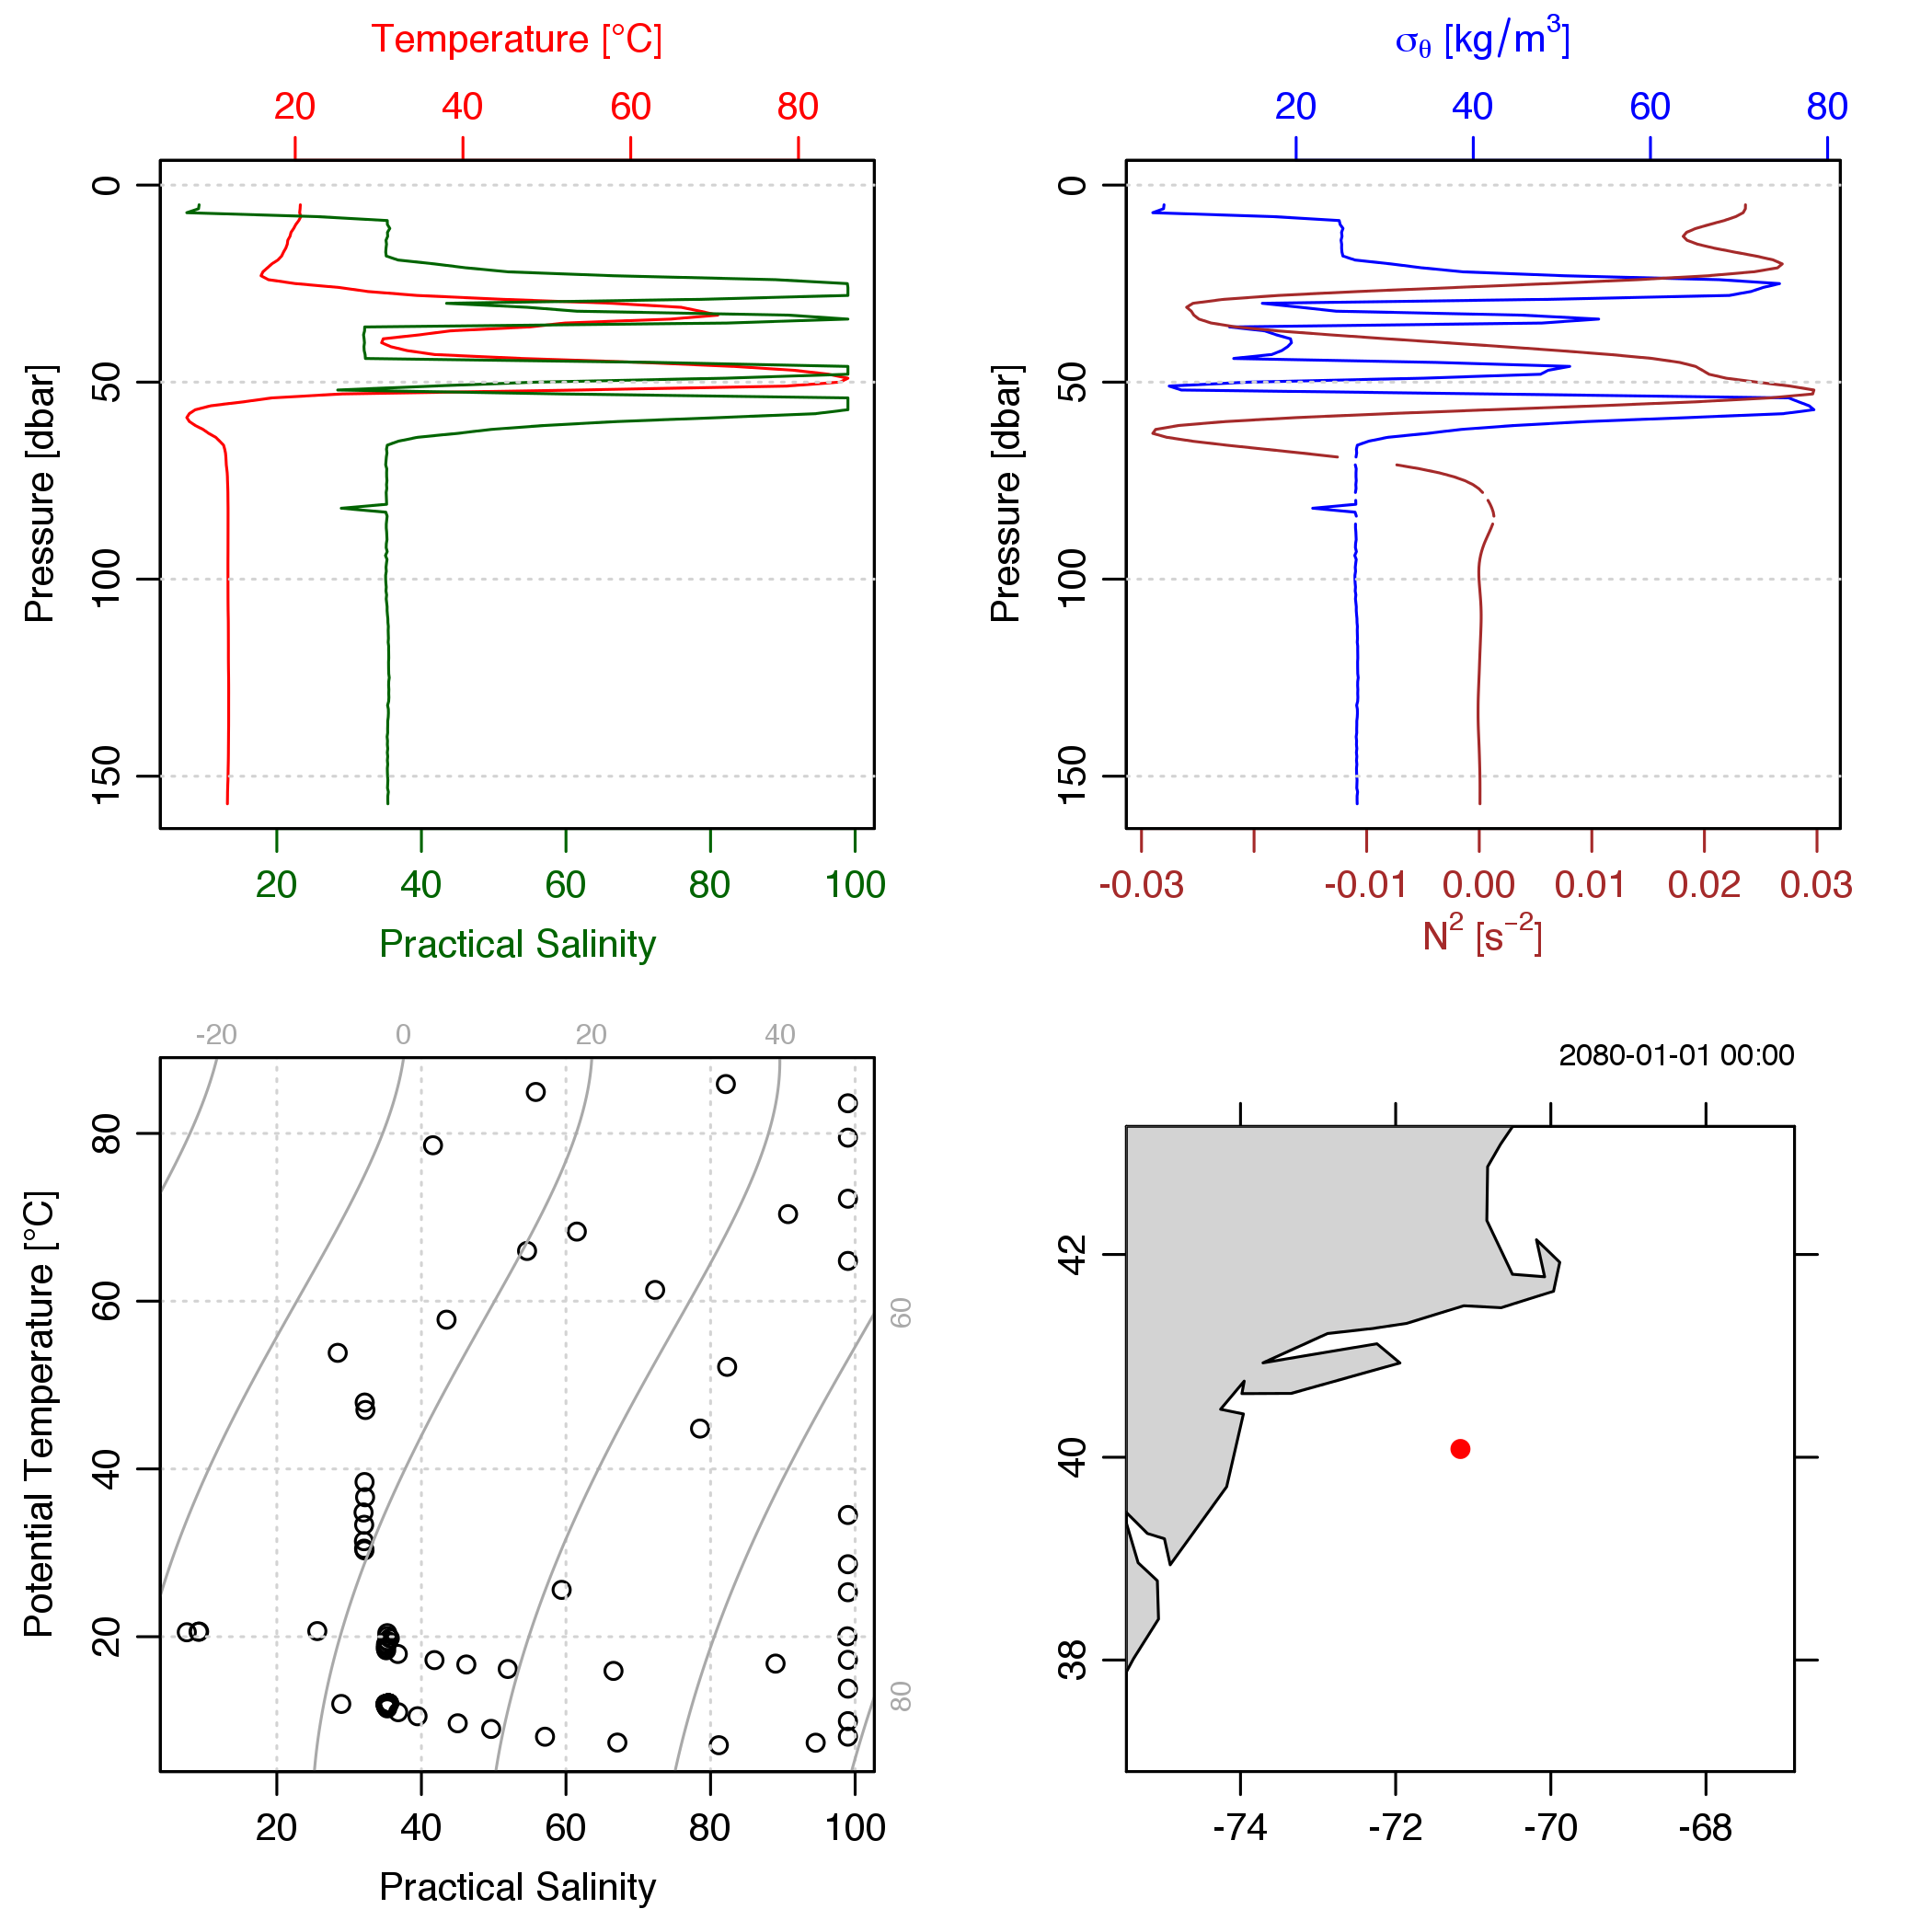 Temperature [°C]
20 40 60 80
0
50
100
150
Pressure [dbar]
20 40 60 80 100
Practical Salinity
σθ [kg/m³]
20 40 60 80
0
50
100
150
Pressure [dbar]
-0.03 -0.01 0.00 0.01 0.02 0.03
N² [s⁻²]
-20 0 20 40
60
80
80
60
40
20
Potential Temperature [°C]
20 40 60 80 100
Practical Salinity
2080-01-01 00:00
42
40
38
-74 -72 -70 -68